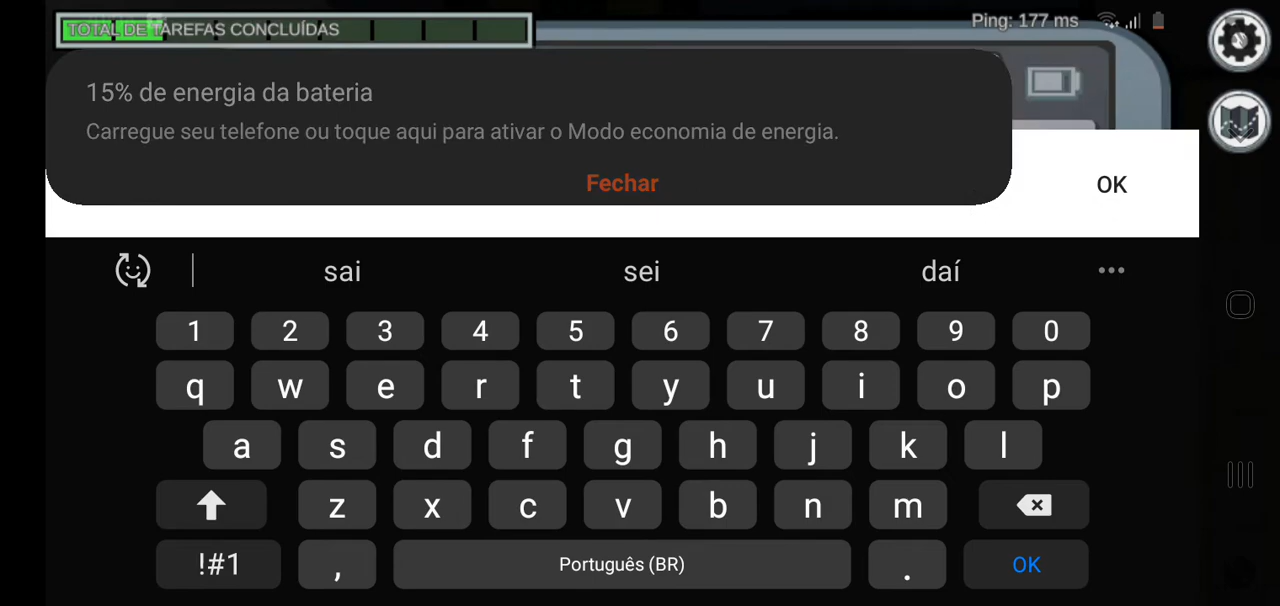 TOTAL DE TAREFAS CONCLUÍDAS
Ping: 177 ms
15% de energia da bateria
Carregue seu telefone ou toque aqui para ativar o Modo economia de energia.
Fechar
OK
sai sei daí
1 2 3 4 5 6 7 8 9 0
q w e r t y u i o p
a s d f g h j k l
z x c v b n m
!#1 , Português (BR) . OK